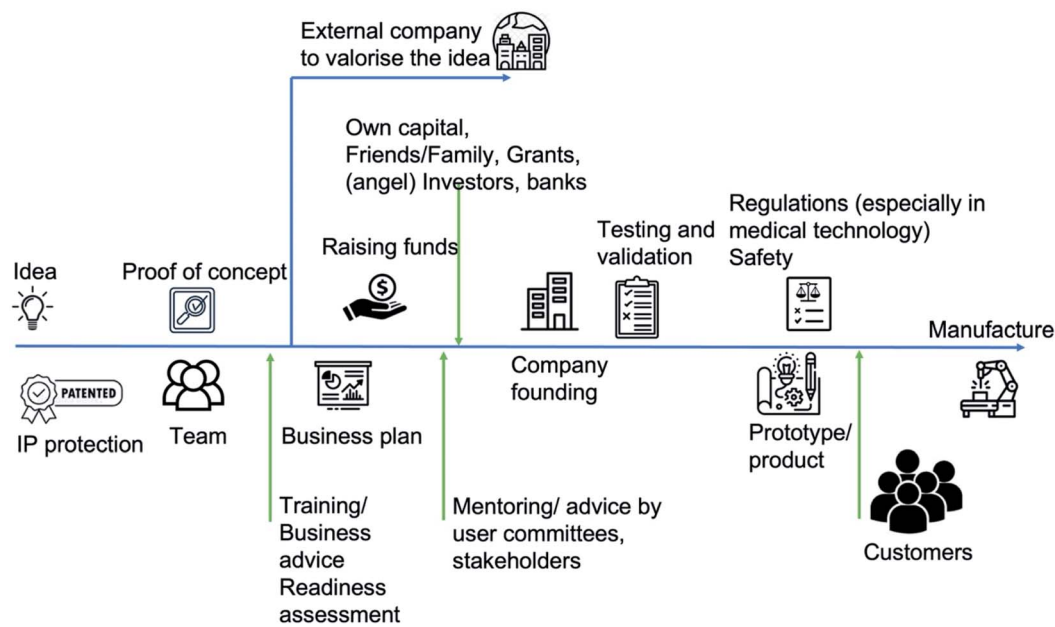 External company
to valorise the idea
Own capital,
Friends/Family, Grants,
(angel) Investors, banks
Regulations (especially in
medical technology)
Safety
Testing and
validation
Raising funds
Idea
Proof of concept
Manufacture
PATENTED
IP protection
Team
Business plan
Company
founding
Prototype/
product
Training/
Business
advice
Readiness
assessment
Mentoring/ advice by
user committees,
stakeholders
Customers